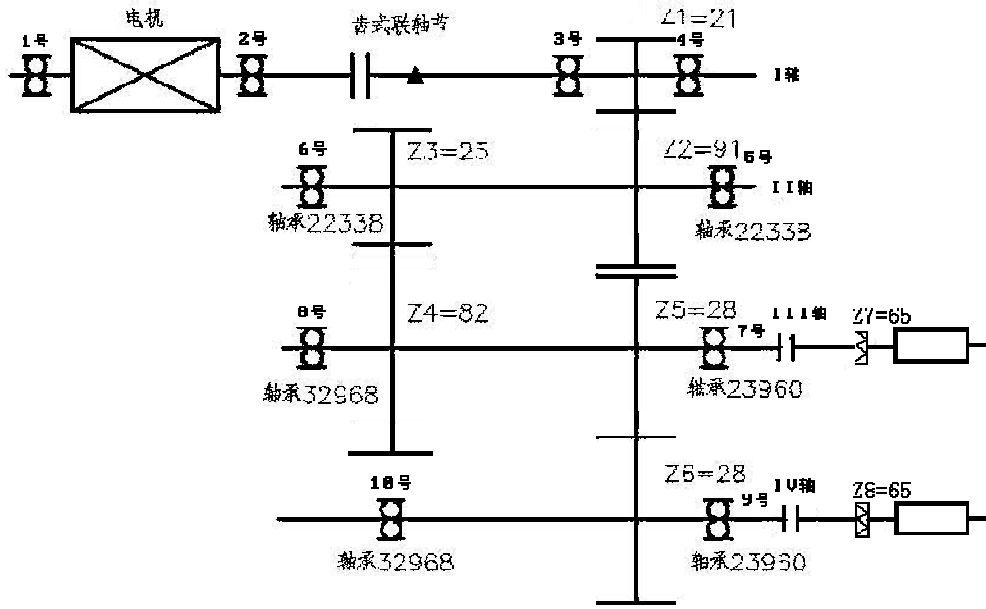 电机
齿式联轴节
Z1=21
1号
2号
3号
4号
I轴
6号
Z3=25
Z2=91
5号
II轴
轴承22338
轴承22338
8号
Z4=82
Z5=28
7号
III轴
Z7=65
轴承32968
轴承23960
10号
Z6=28
9号
IV轴
Z8=65
轴承32968
轴承23960